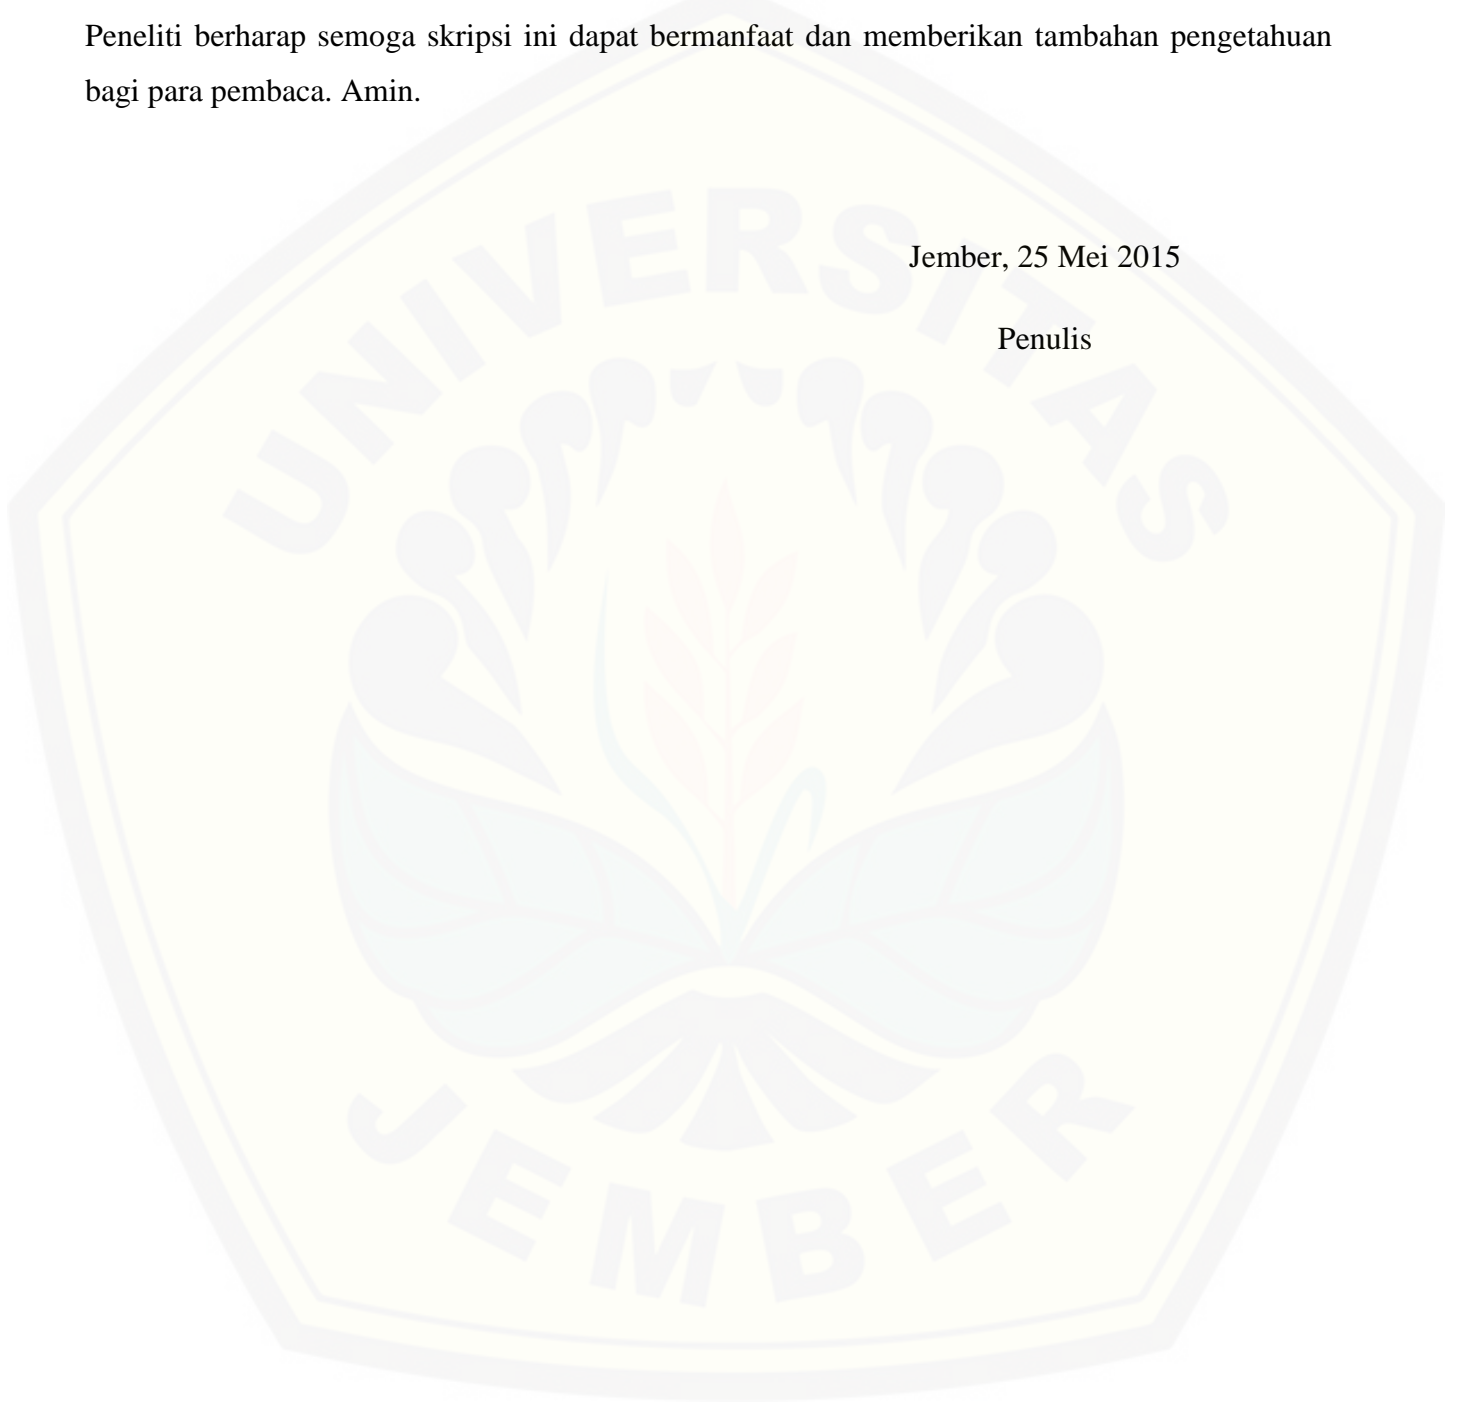 Peneliti berharap semoga skripsi ini dapat bermanfaat dan memberikan tambahan pengetahuan
bagi para pembaca. Amin.
UNIVERSITAS
Jember, 25 Mei 2015
Penulis
JEMBER